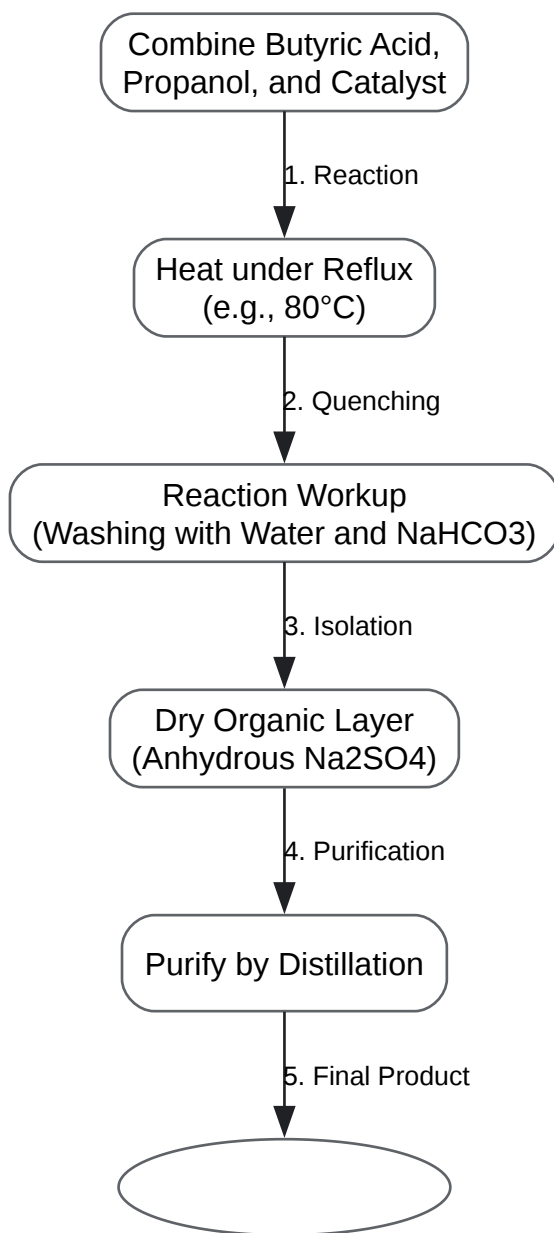 Combine Butyric Acid,
Propanol, and Catalyst
1. Reaction
Heat under Reflux
(e.g., 80°C)
2. Quenching
Reaction Workup
(Washing with Water and NaHCO3)
3. Isolation
Dry Organic Layer
(Anhydrous Na2SO4)
4. Purification
Purify by Distillation
5. Final Product